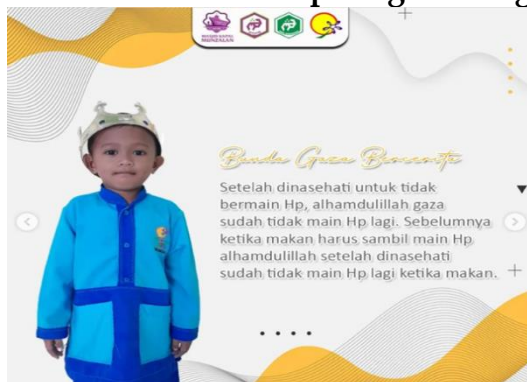 Bunda Gaza Bercerita
Setelah dinasehati untuk tidak
bermain Hp, alhamdulillah gaza
sudah tidak main Hp lagi. Sebelumnya
ketika makan harus sambil main Hp
alhamdulillah setelah dinasehati
sudah tidak main Hp lagi ketika makan.